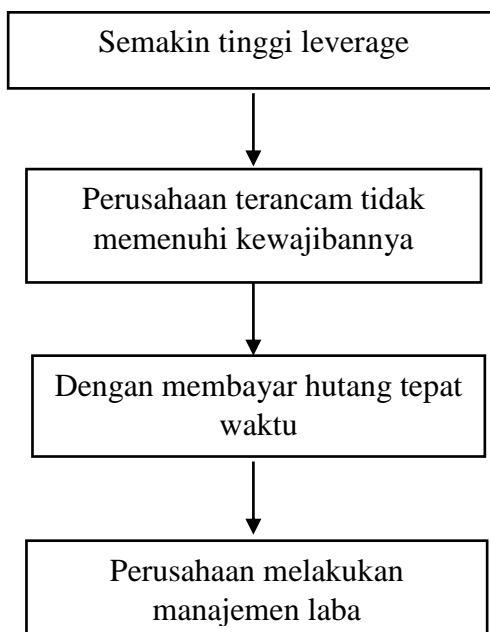 Semakin tinggi leverage
Perusahaan terancam tidak
memenuhi kewajibannya
Dengan membayar hutang tepat
waktu
Perusahaan melakukan
manajemen laba